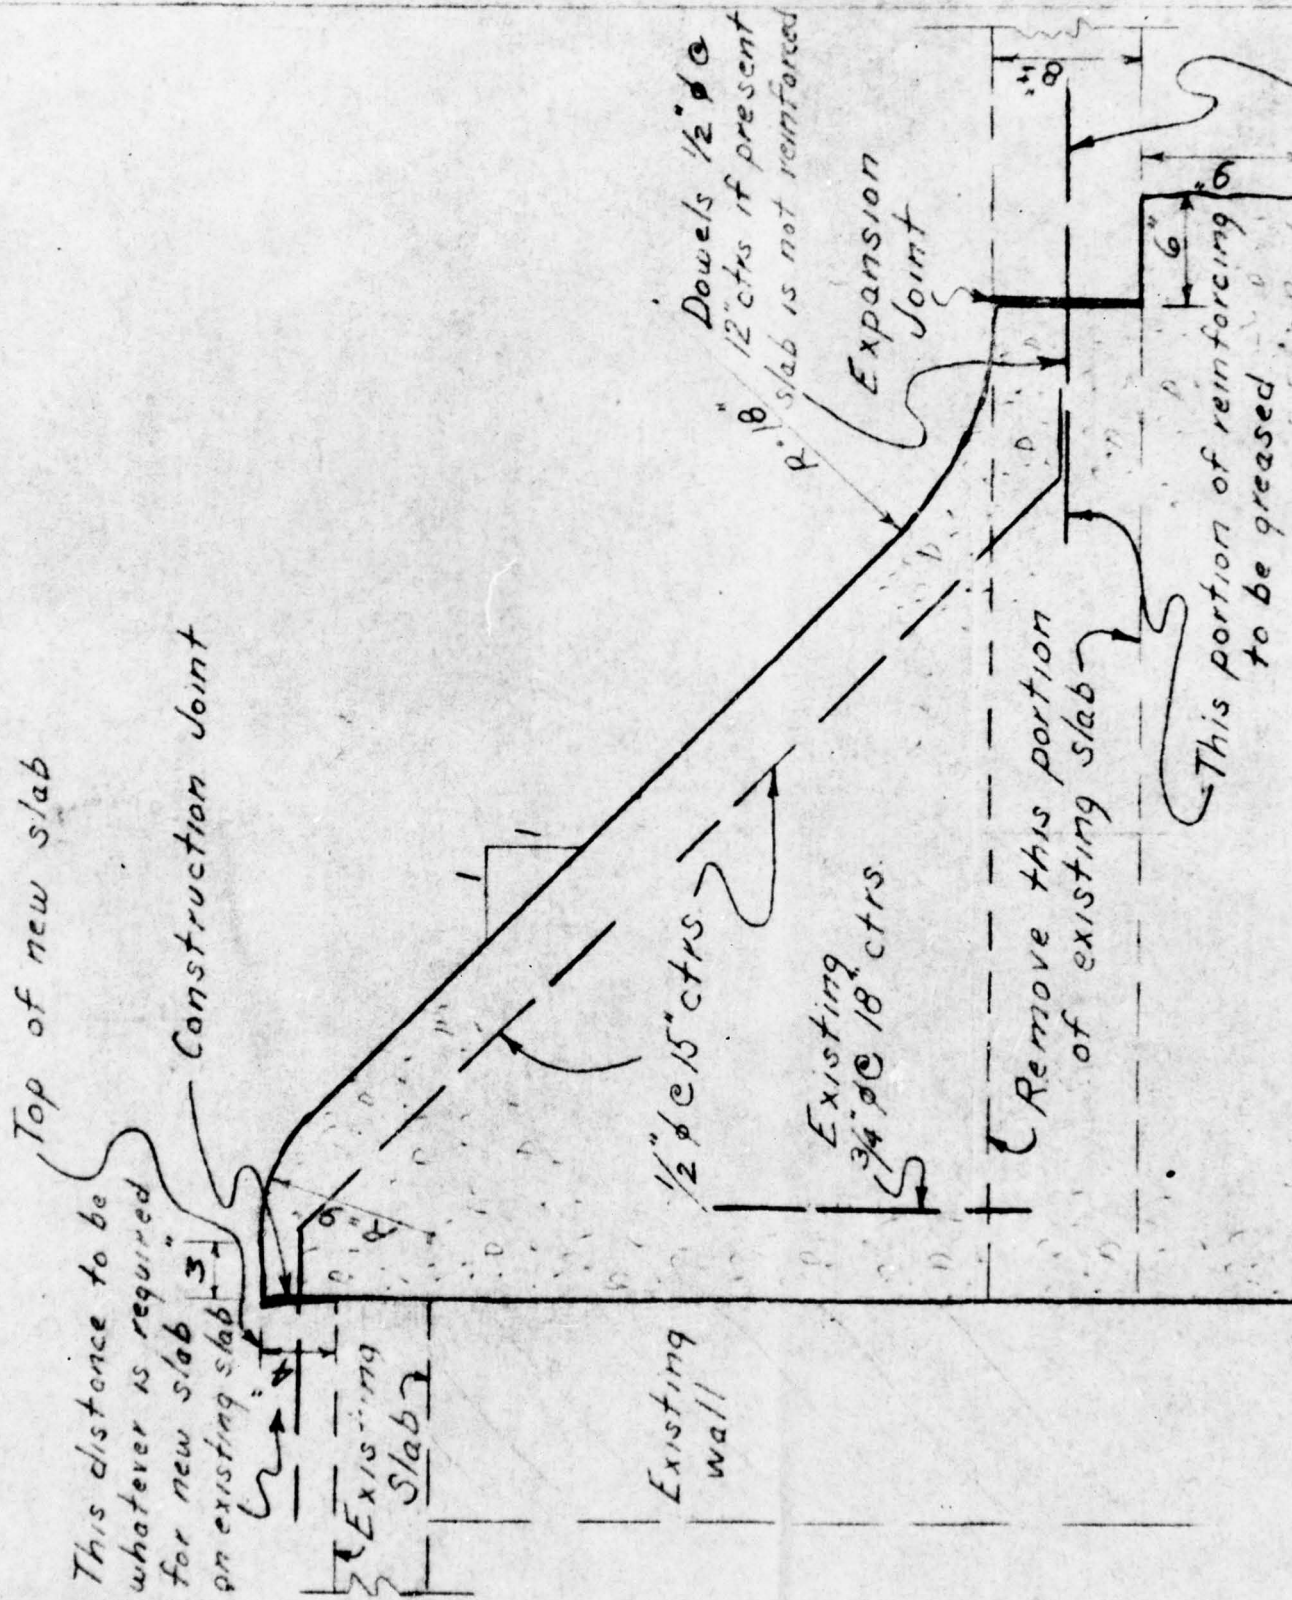 Top of new slab
This distance to be
whatever is required
for new slab
on existing slab
3"
4"
Construction Joint
Existing
Slab
6"
R
1
1
Dowels 1/2" ø @
12" ctrs if present
slab is not reinforced
R. 18"
Expansion
Joint
8"
6"
6"
1/2" ø @ 15" ctrs.
Existing
3/4" ø @ 18" ctrs.
Existing
wall
Remove this portion
of existing slab
This portion of reinforcing
to be greased